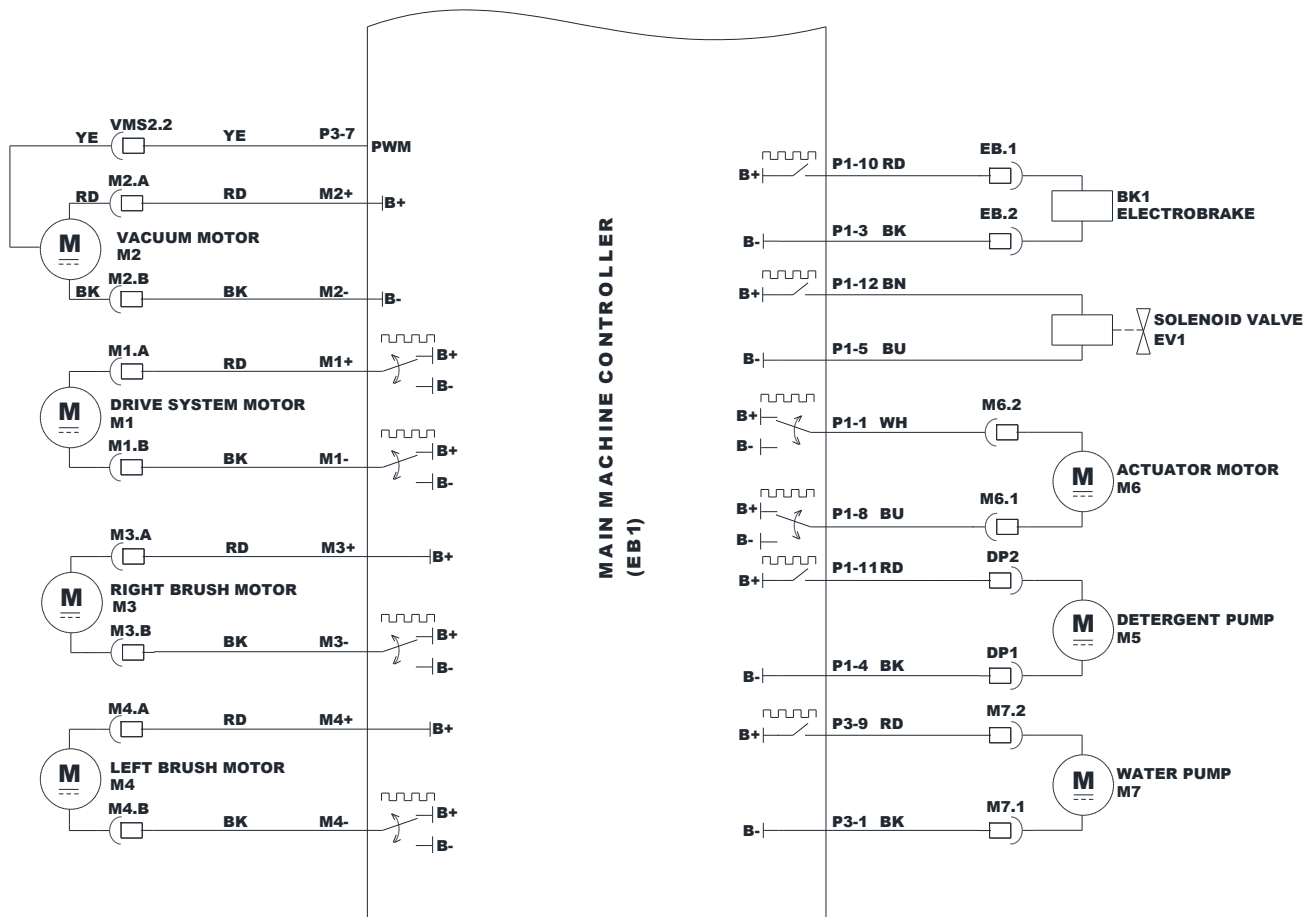 VMS2.2
YE
YE
P3-7
PWM
M2.A
RD
RD
M2+
B+
M
VACUUM MOTOR
M2
M2.B
BK
BK
M2-
B-
M1.A
RD
M1+
B+
B-
M
DRIVE SYSTEM MOTOR
M1
M1.B
BK
M1-
B+
B-
M3.A
RD
M3+
B+
M
RIGHT BRUSH MOTOR
M3
M3.B
BK
M3-
B+
B-
M4.A
RD
M4+
B+
M
LEFT BRUSH MOTOR
M4
M4.B
BK
M4-
B+
B-
MAIN MACHINE CONTROLLER
(EB1)
B+
P1-10 RD
EB.1
BK1
ELECTROBRAKE
B-
P1-3 BK
EB.2
B+
P1-12 BN
SOLENOID VALVE
EV1
B-
P1-5 BU
B+
B-
P1-1 WH
M6.2
M
ACTUATOR MOTOR
M6
B+
B-
P1-8 BU
M6.1
B+
P1-11 RD
DP2
M
DETERGENT PUMP
M5
B-
P1-4 BK
DP1
B+
P3-9 RD
M7.2
M
WATER PUMP
M7
B-
P3-1 BK
M7.1